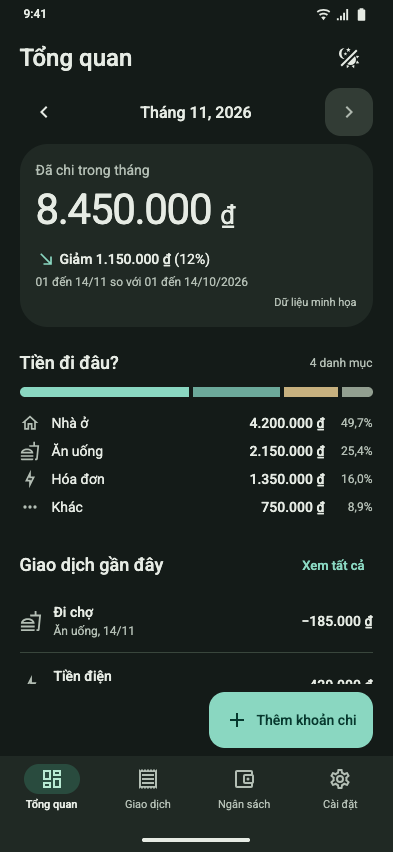 9:41
Tổng quan
Tháng 11, 2026
Đã chi trong tháng
8.450.000 ₫
Giảm 1.150.000 ₫ (12%)
01 đến 14/11 so với 01 đến 14/10/2026
Dữ liệu minh họa
Tiền đi đâu?
4 danh mục
Nhà ở 4.200.000 ₫ 49,7%
Ăn uống 2.150.000 ₫ 25,4%
Hóa đơn 1.350.000 ₫ 16,0%
Khác 750.000 ₫ 8,9%
Giao dịch gần đây Xem tất cả
Đi chợ
Ăn uống, 14/11
−185.000 ₫
Tiền điện
Thêm khoản chi
Tổng quan Giao dịch Ngân sách Cài đặt